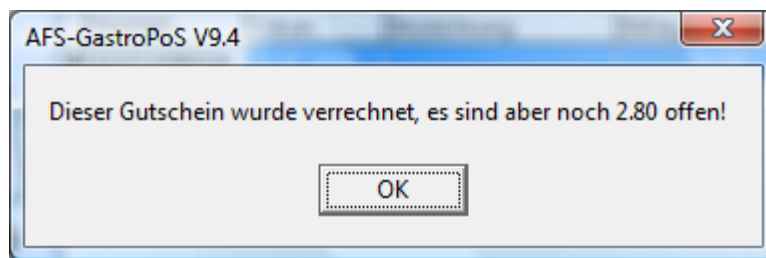 AFS-GastroPoS V9.4
Dieser Gutschein wurde verrechnet, es sind aber noch 2.80 offen!
OK